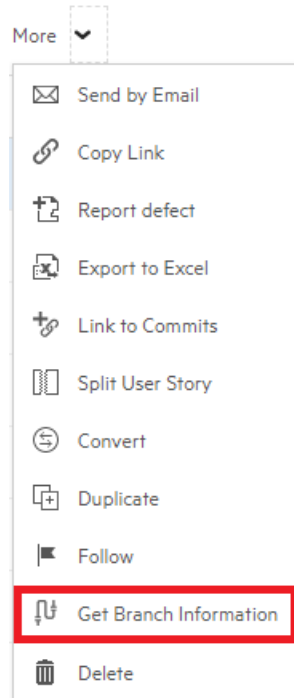 More
Send by Email
Copy Link
Report defect
Export to Excel
Link to Commits
Split User Story
Convert
Duplicate
Follow
Get Branch Information
Delete